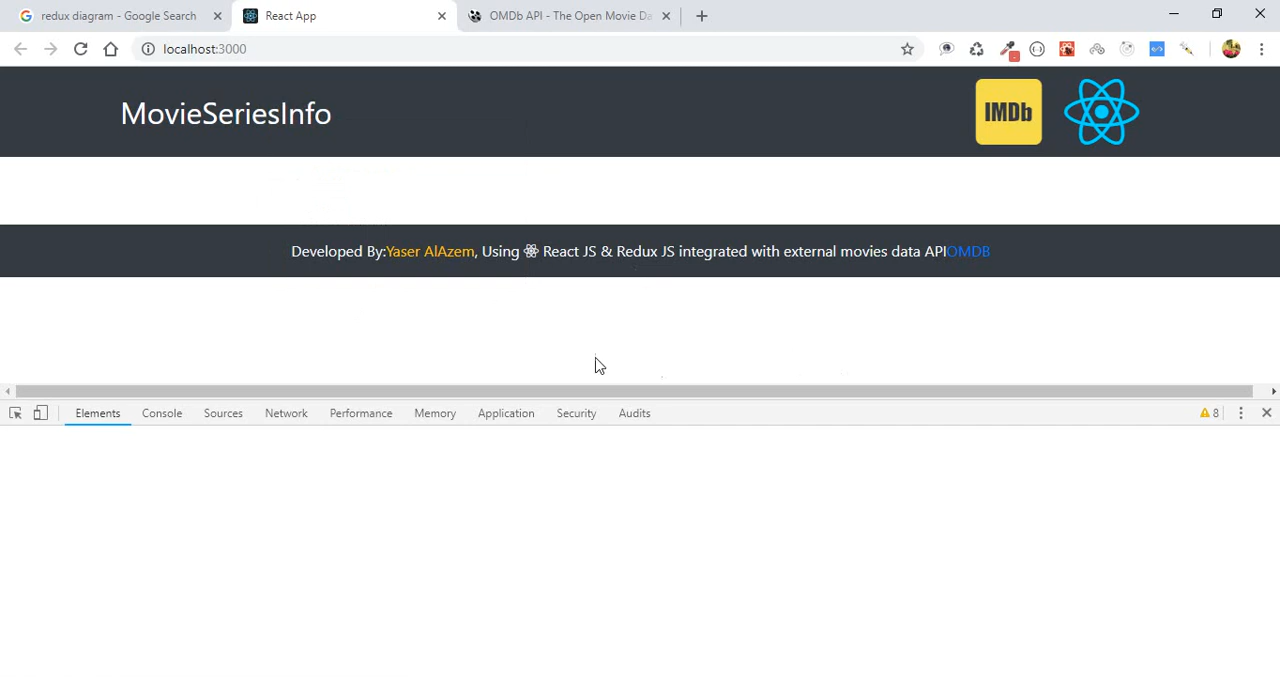 redux diagram - Google Search
React App
OMDb API - The Open Movie Da
localhost:3000
MovieSeriesInfo
IMDb
Developed By:Yaser AlAzem, Using React JS & Redux JS integrated with external movies data APIOMDB
Elements Console Sources Network Performance Memory Application Security Audits 8